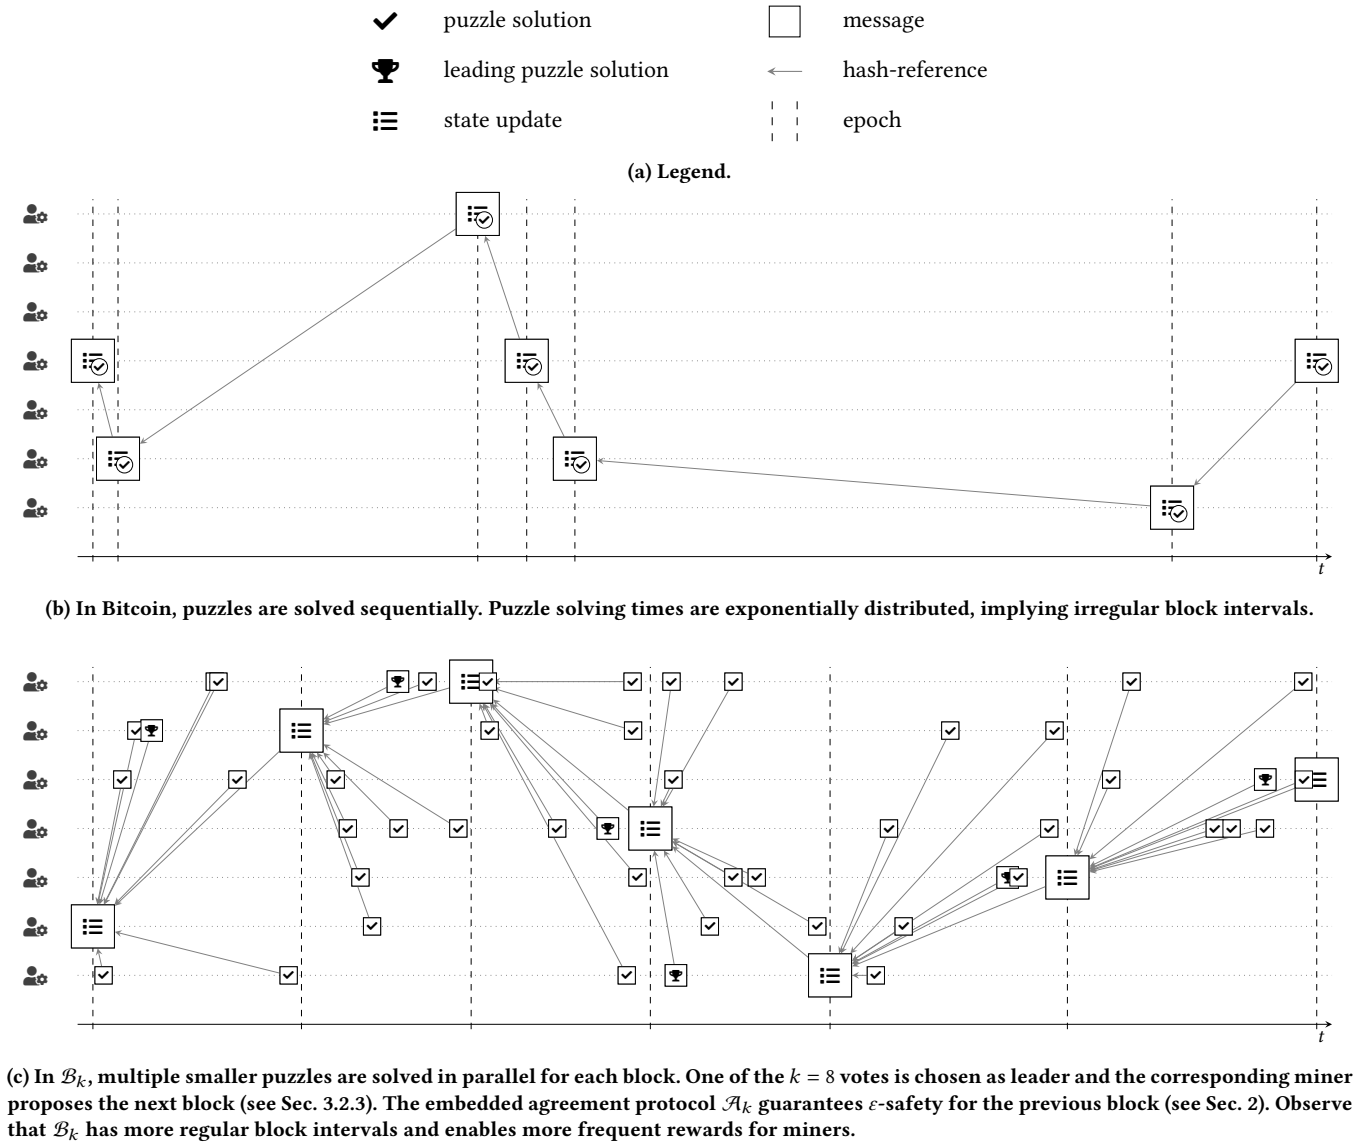 puzzle solution message
leading puzzle solution hash-reference
state update epoch
(a) Legend.
t
(b) In Bitcoin, puzzles are solved sequentially. Puzzle solving times are exponentially distributed, implying irregular block intervals.
t
(c) In ℬₖ, multiple smaller puzzles are solved in parallel for each block. One of the k = 8 votes is chosen as leader and the corresponding miner
proposes the next block (see Sec. 3.2.3). The embedded agreement protocol 𝒜ₖ guarantees ε-safety for the previous block (see Sec. 2). Observe
that ℬₖ has more regular block intervals and enables more frequent rewards for miners.